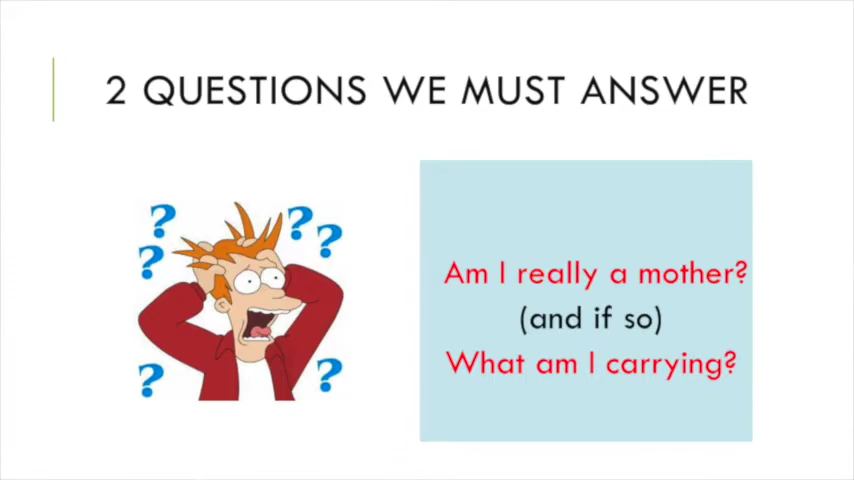 2 QUESTIONS WE MUST ANSWER
? ? ?
?
Am I really a mother?
(and if so)
What am I carrying?
? ?